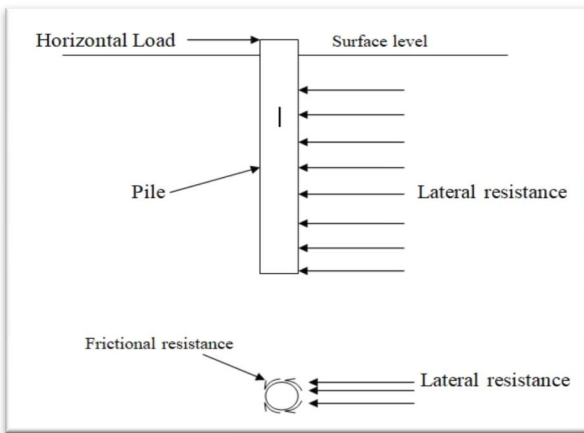 Horizontal Load
Surface level
Pile
Lateral resistance
Frictional resistance
Lateral resistance